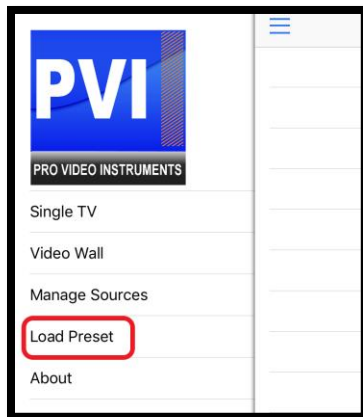 PVI
PRO VIDEO INSTRUMENTS
Single TV
Video Wall
Manage Sources
Load Preset
About